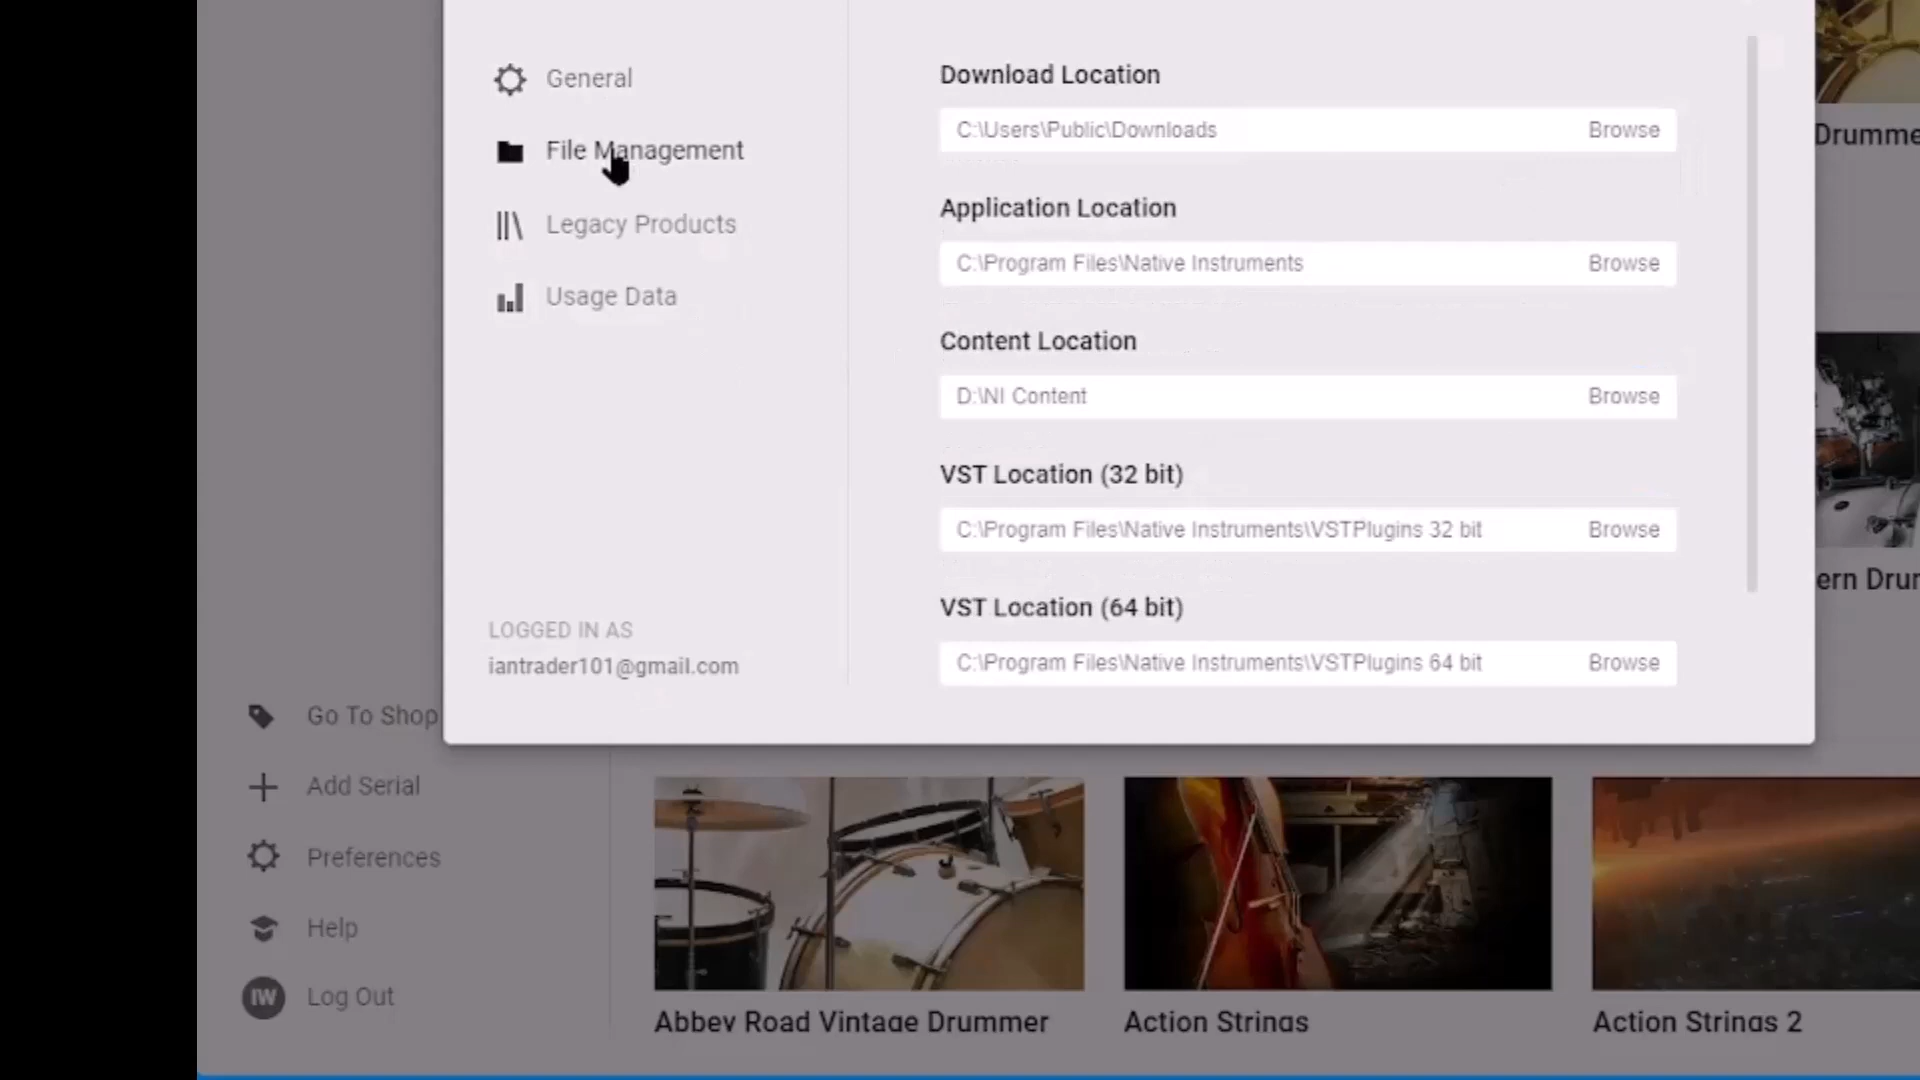 General
File Management
Legacy Products
Usage Data
LOGGED IN AS
iantrader101@gmail.com
Download Location
C:\Users\Public\Downloads Browse
Application Location
C:\Program Files\Native Instruments Browse
Content Location
D:\NI Content Browse
VST Location (32 bit)
C:\Program Files\Native Instruments\VSTPlugins 32 bit Browse
VST Location (64 bit)
C:\Program Files\Native Instruments\VSTPlugins 64 bit Browse
Go To Shop
Add Serial
Preferences
Help
IW Log Out
Drumme
ern Drun
Abbey Road Vintage Drummer
Action Strings
Action Strings 2